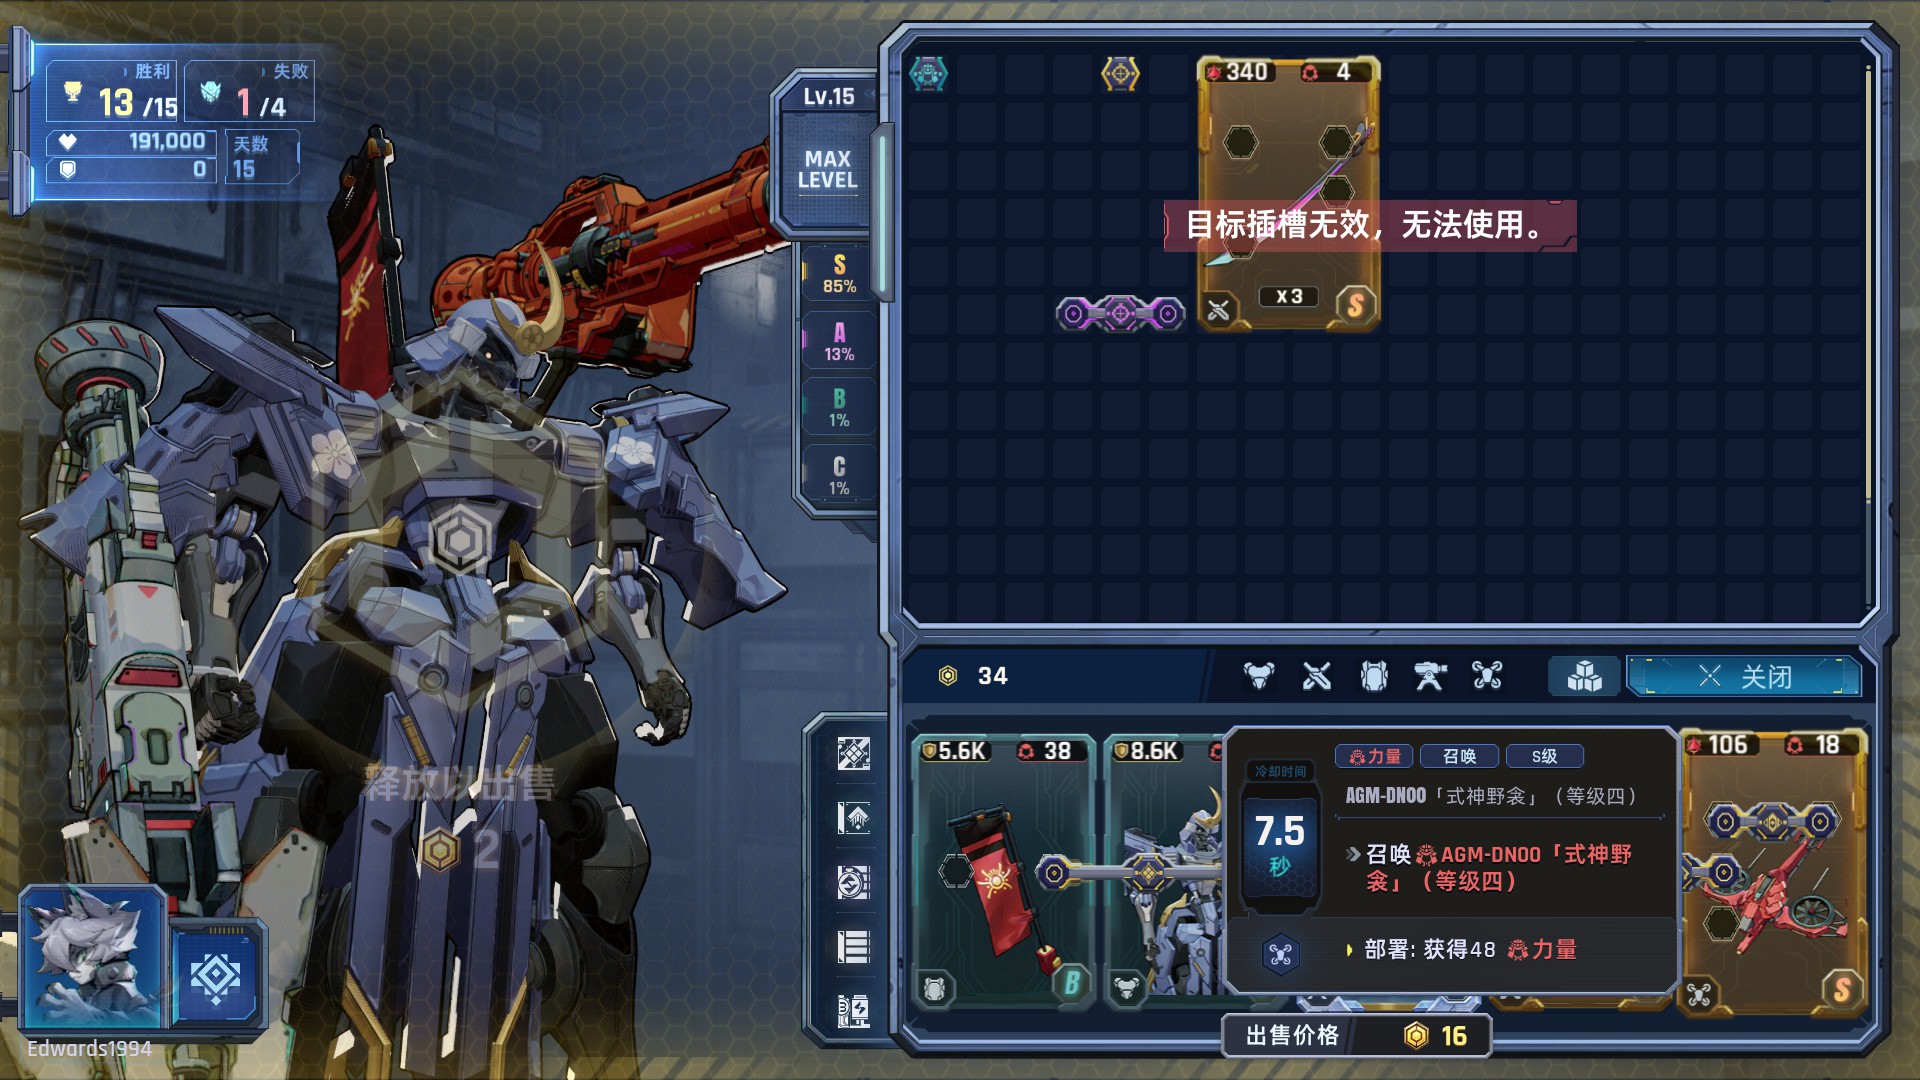 胜利
13 /15
失败
1 /4
191,000
0
天数
15
Lv.15
MAX
LEVEL
S
85%
A
13%
B
1%
C
1%
340
4
目标插槽无效，无法使用。
x3
S
34
关闭
释放以出售
2
5.6K
38
B
8.6K
冷却时间
7.5
秒
力量
召唤
S级
AGM-DN00「式神野衾」（等级四）
召唤AGM-DN00「式神野
衾」（等级四）
部署: 获得48 力量
106
18
S
出售价格
16
Edwards1994